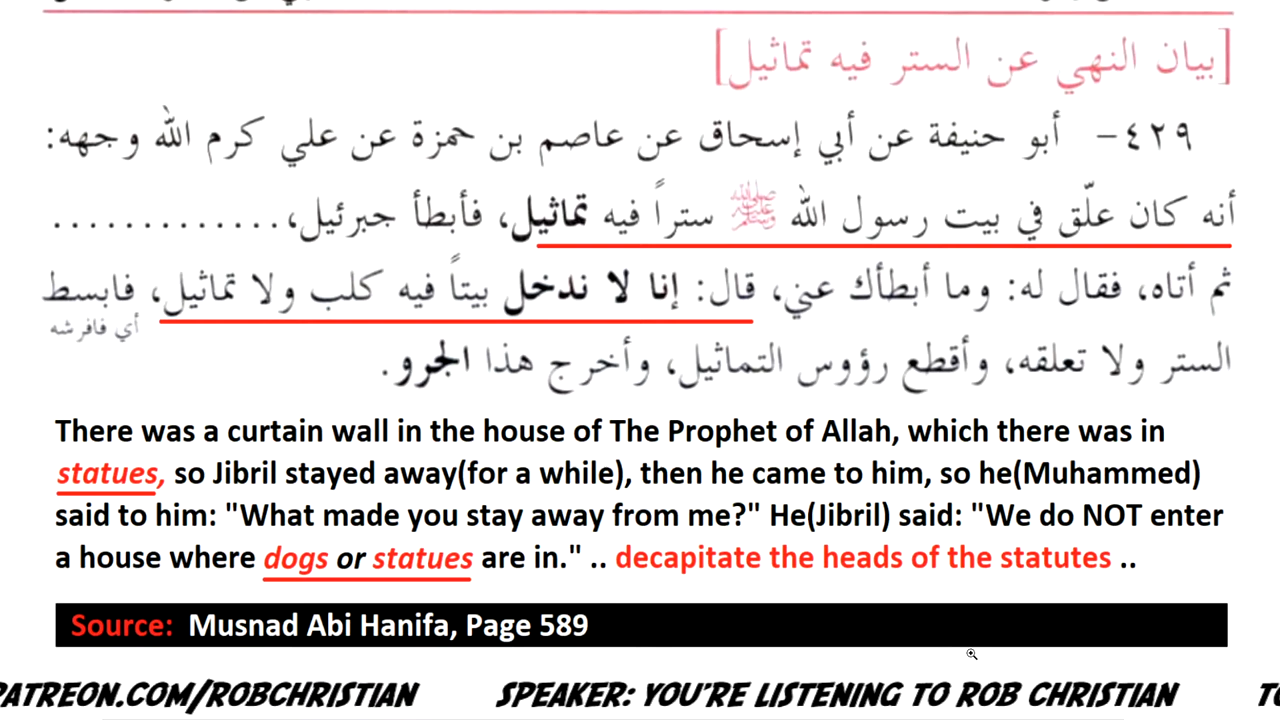 [بيان النهي عن الستر فيه تماثيل]
٤٢٩- أبو حنيفة عن أبي إسحاق عن عاصم بن حمزة عن علي كرم الله وجهه:
أنه كان علّق في بيت رسول الله ﷺ ستراً فيه تماثيل، فأبطأ جبرئيل، .............
ثم أتاه، فقال له: وما أبطأك عني، قال: إنا لا ندخل بيتاً فيه كلب ولا تماثيل، فابسط
أي فافرشه
الستر ولا تعلقه، وأقطع رؤوس التماثيل، وأخرج هذا الجرو.
There was a curtain wall in the house of The Prophet of Allah, which there was in
statues, so Jibril stayed away(for a while), then he came to him, so he(Muhammed)
said to him: "What made you stay away from me?" He(Jibril) said: "We do NOT enter
a house where dogs or statues are in." .. decapitate the heads of the statutes ..
Source: Musnad Abi Hanifa, Page 589
PATREON.COM/ROBCHRISTIAN SPEAKER: YOU'RE LISTENING TO ROB CHRISTIAN